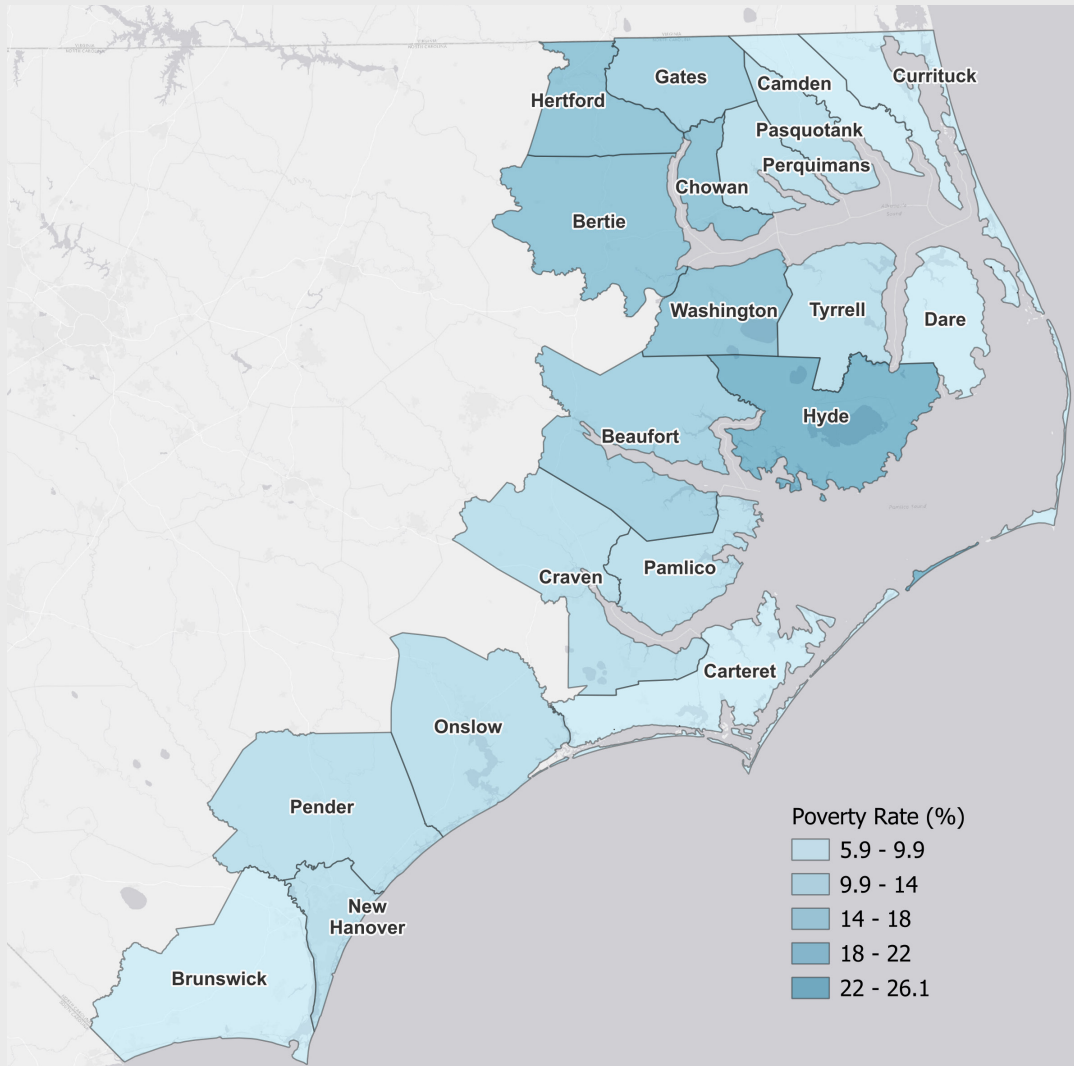 Gates
Currituck
Camden
Hertford
Pasquotank
Perquimans
Chowan
Bertie
Washington
Tyrrell
Dare
Hyde
Beaufort
Pamlico
Craven
Carteret
Onslow
Pender
New
Hanover
Brunswick
Poverty Rate (%)
5.9 - 9.9
9.9 - 14
14 - 18
18 - 22
22 - 26.1